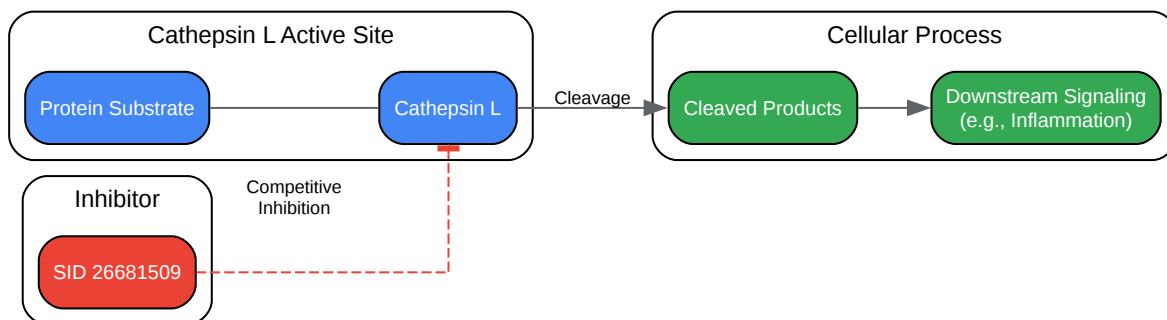 Cathepsin L Active Site
Protein Substrate
Cathepsin L
Cleavage
Cellular Process
Cleaved Products
Downstream Signaling
(e.g., Inflammation)
Inhibitor
SID 26681509
Competitive
Inhibition